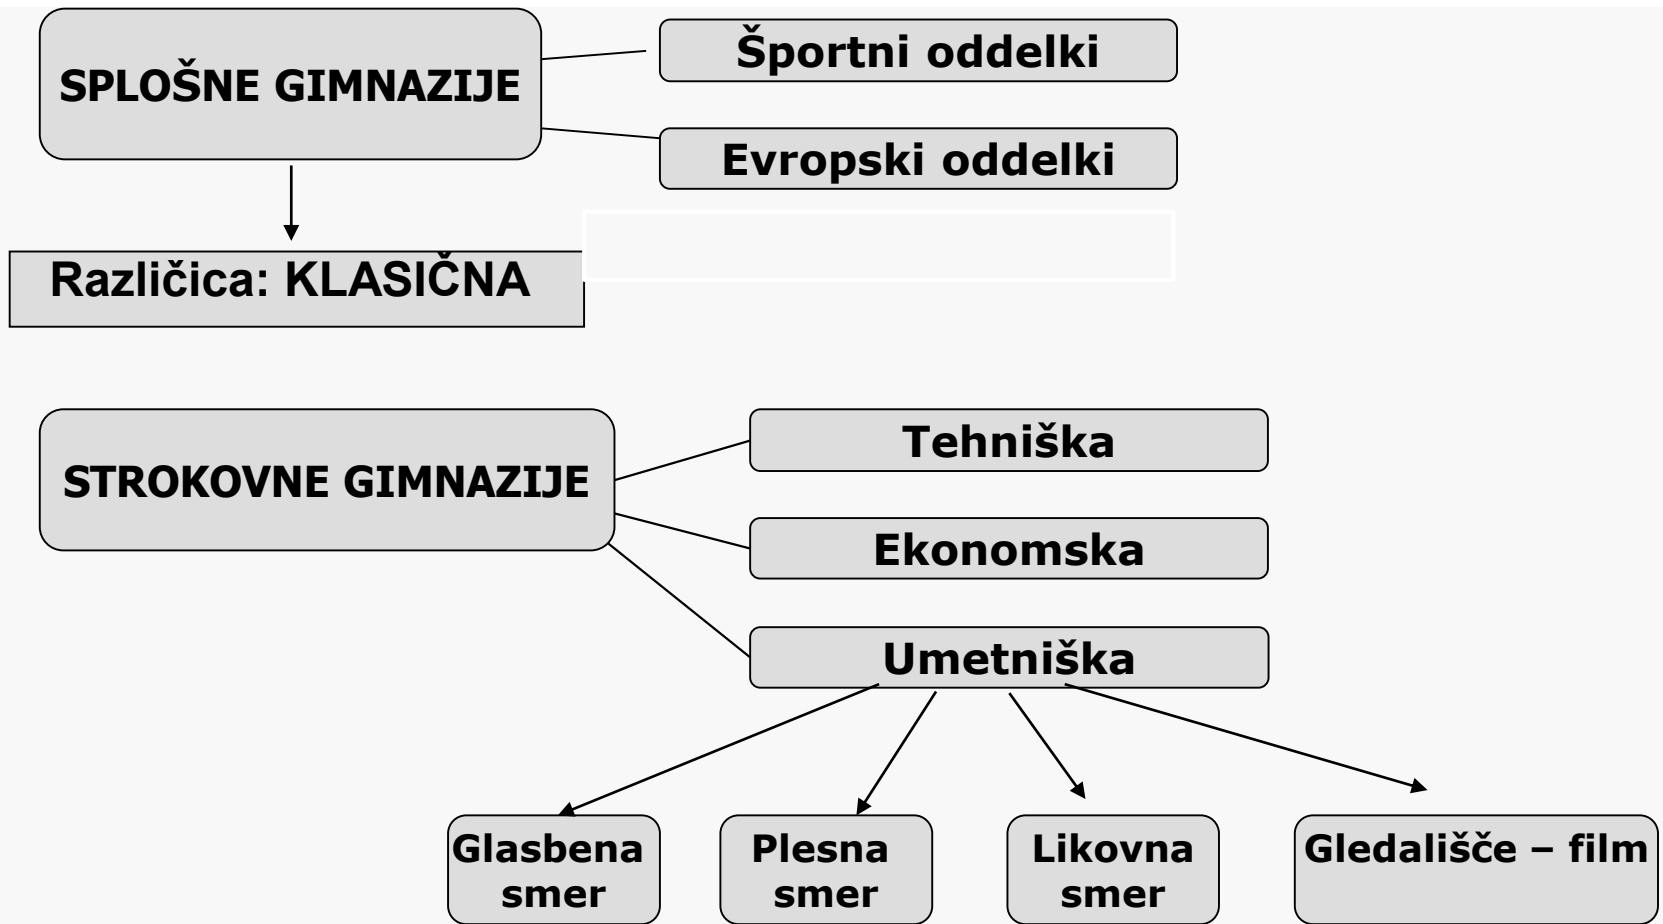 SPLOŠNE GIMNAZIJE
Športni oddelki
Evropski oddelki
Različica: KLASIČNA
STROKOVNE GIMNAZIJE
Tehniška
Ekonomska
Umetniška
Glasbena
smer
Plesna
smer
Likovna
smer
Gledališče – film